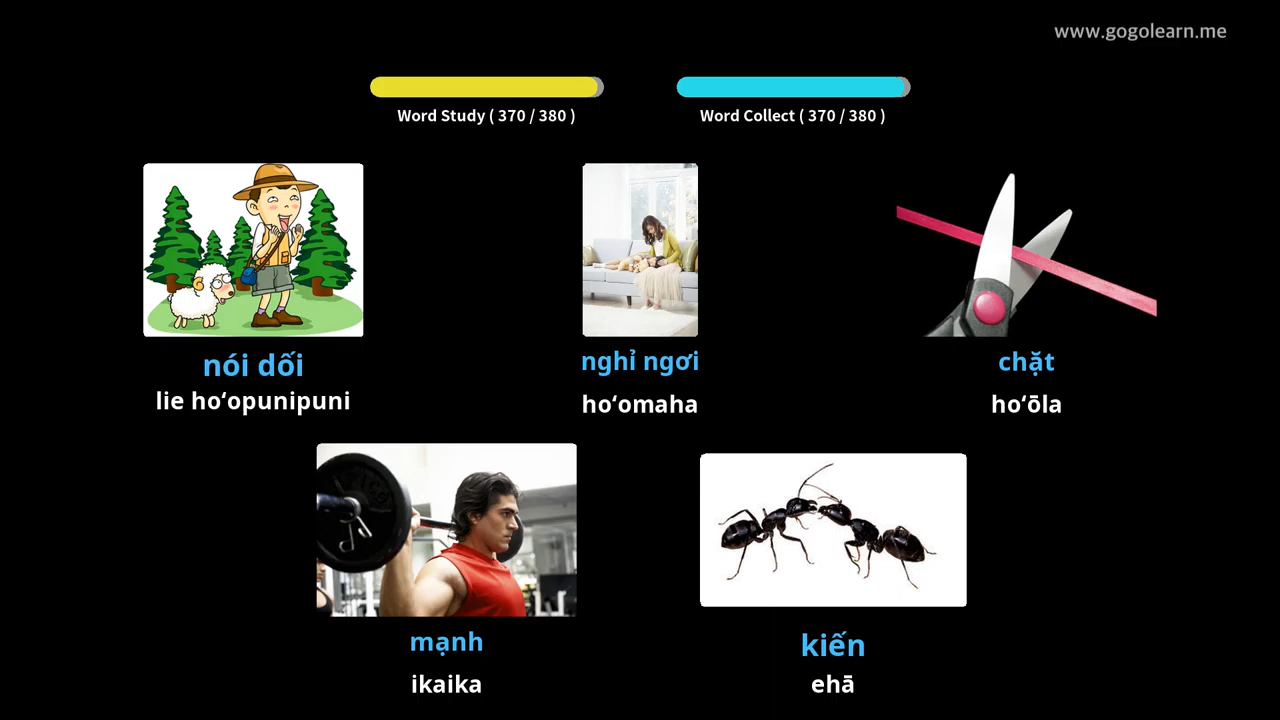 www.gogolearn.me
Word Study ( 370 / 380 )
Word Collect ( 370 / 380 )
nói dối
lie hoʻopunipuni
nghỉ ngơi
hoʻomaha
chặt
hoʻōla
mạnh
ikaika
kiến
ehā